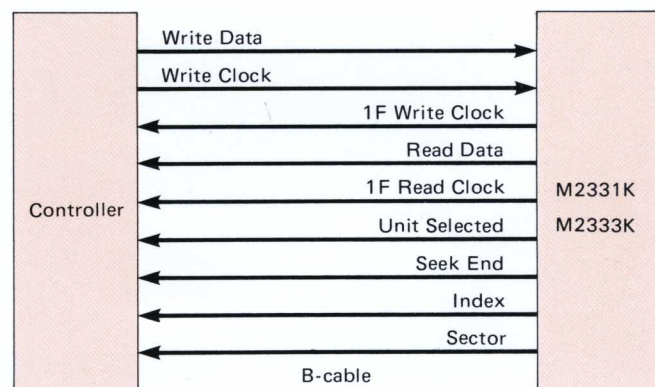 Write Data
Write Clock
1F Write Clock
Read Data
1F Read Clock
M2331K
Controller
Unit Selected
M2333K
Seek End
Index
Sector
B-cable